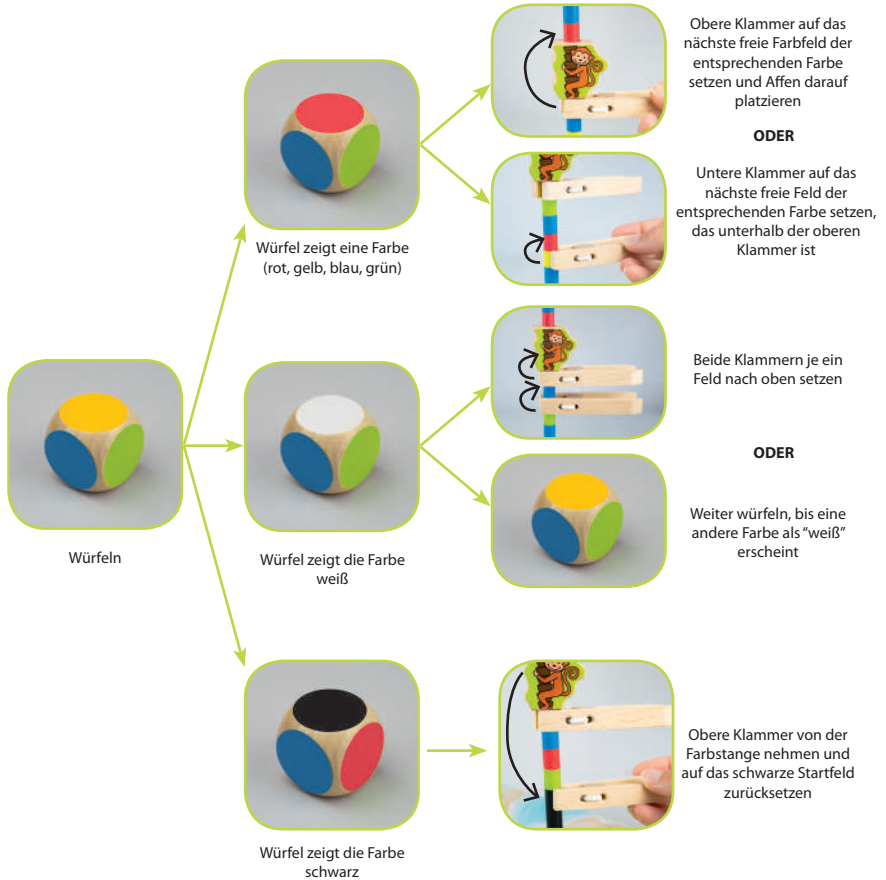 Obere Klammer auf das
nächste freie Farbfeld der
entsprechenden Farbe
setzen und Affen darauf
platzieren
ODER
Untere Klammer auf das
nächste freie Feld der
entsprechenden Farbe setzen,
das unterhalb der oberen
Klammer ist
Würfel zeigt eine Farbe
(rot, gelb, blau, grün)
Beide Klammern je ein
Feld nach oben setzen
ODER
Weiter würfeln, bis eine
andere Farbe als “weiß”
erscheint
Würfeln
Würfel zeigt die Farbe
weiß
Obere Klammer von der
Farbstange nehmen und
auf das schwarze Startfeld
zurücksetzen
Würfel zeigt die Farbe
schwarz